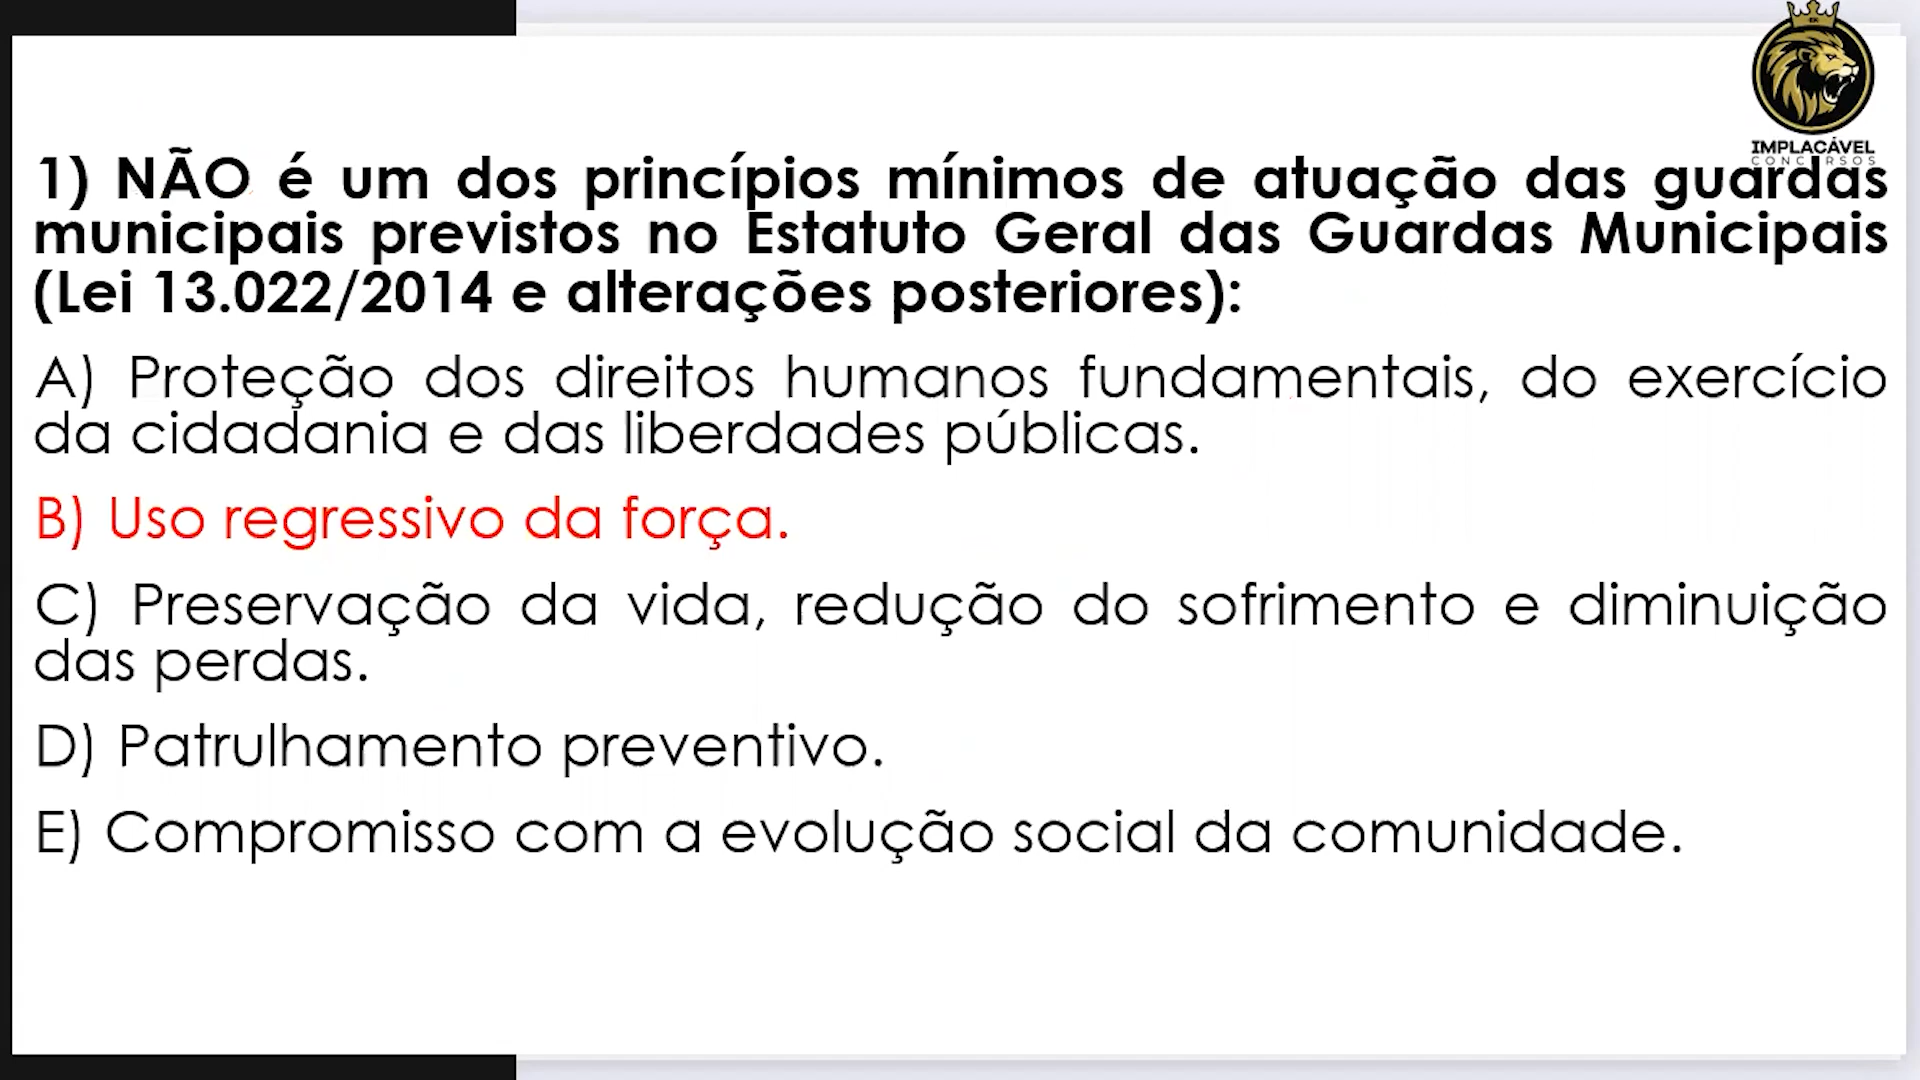 IMPLACÁVEL
CONCURSOS
1) NÃO é um dos princípios mínimos de atuação das guardas
municipais previstos no Estatuto Geral das Guardas Municipais
(Lei 13.022/2014 e alterações posteriores):
A) Proteção dos direitos humanos fundamentais, do exercício
da cidadania e das liberdades públicas.
B) Uso regressivo da força.
C) Preservação da vida, redução do sofrimento e diminuição
das perdas.
D) Patrulhamento preventivo.
E) Compromisso com a evolução social da comunidade.